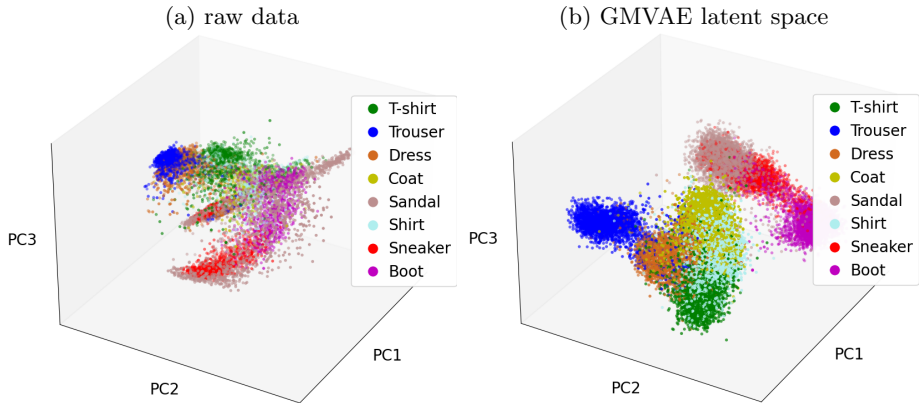 (a) raw data
PC3
PC2
PC1
T-shirt
Trouser
Dress
Coat
Sandal
Shirt
Sneaker
Boot
(b) GMVAE latent space
PC3
PC2
PC1
T-shirt
Trouser
Dress
Coat
Sandal
Shirt
Sneaker
Boot